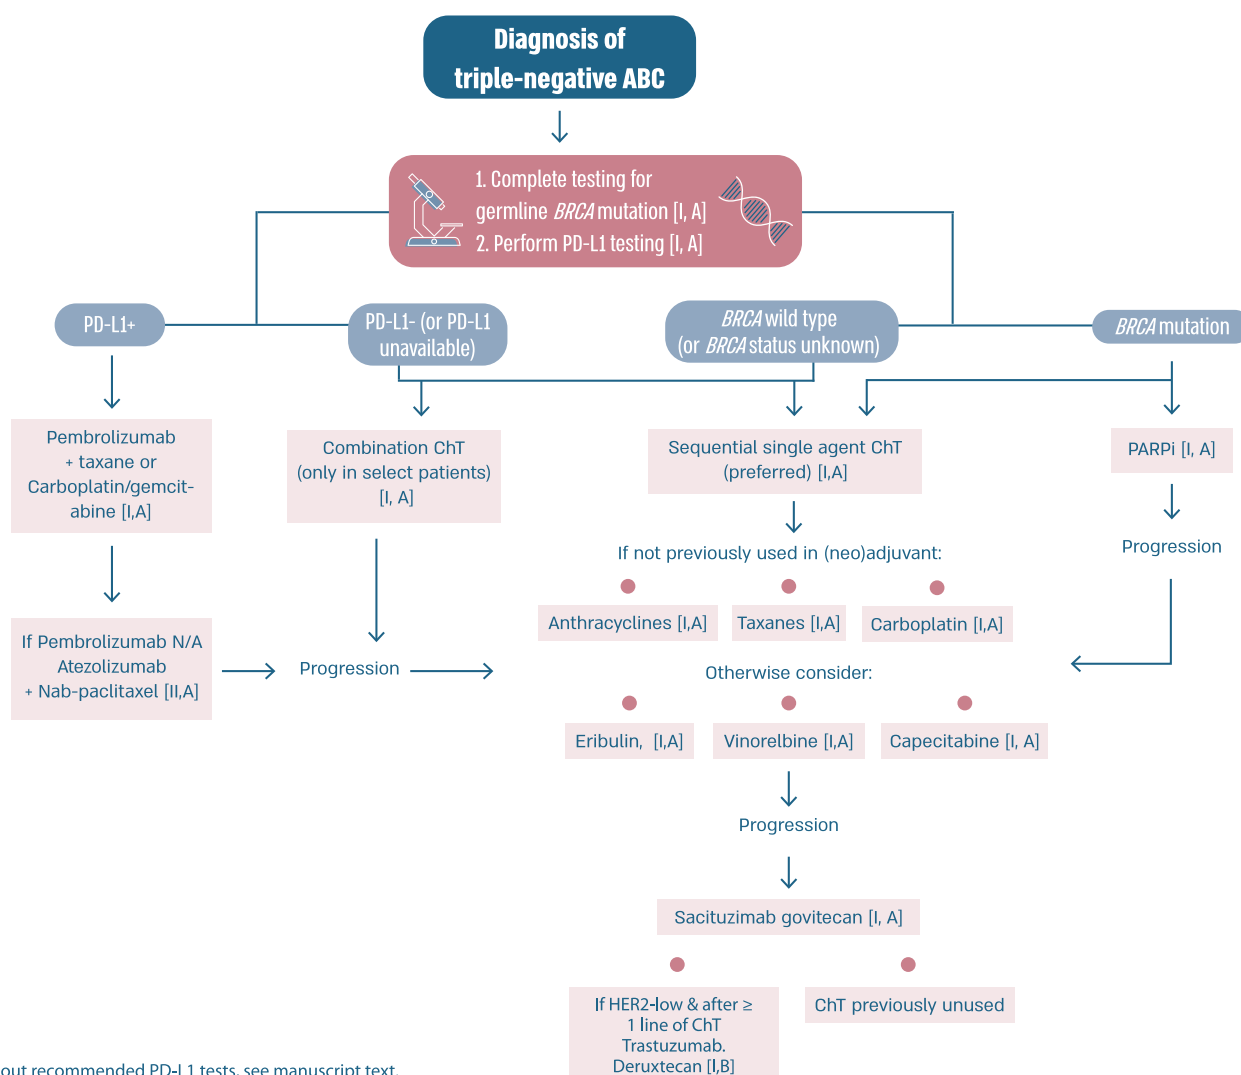 Diagnosis of
triple-negative ABC
1. Complete testing for
germline BRCA mutation [I, A]
2. Perform PD-L1 testing [I, A]
PD-L1+
PD-L1- (or PD-L1
unavailable)
BRCA wild type
(or BRCA status unknown)
BRCA mutation
Pembrolizumab
+ taxane or
Carboplatin/gemcit-
abine [I,A]
Combination ChT
(only in select patients)
[I, A]
Sequential single agent ChT
(preferred) [I,A]
PARPi [I, A]
If not previously used in (neo)adjuvant:
Progression
Anthracyclines [I,A]
Taxanes [I,A]
Carboplatin [I,A]
If Pembrolizumab N/A
Atezolizumab
+ Nab-paclitaxel [II,A]
Progression
Otherwise consider:
Eribulin, [I,A]
Vinorelbine [I,A]
Capecitabine [I, A]
Progression
Sacituzimab govitecan [I, A]
If HER2-low & after ≥
1 line of ChT
Trastuzumab.
Deruxtecan [I,B]
ChT previously unused
out recommended PD-L1 tests, see manuscript text.